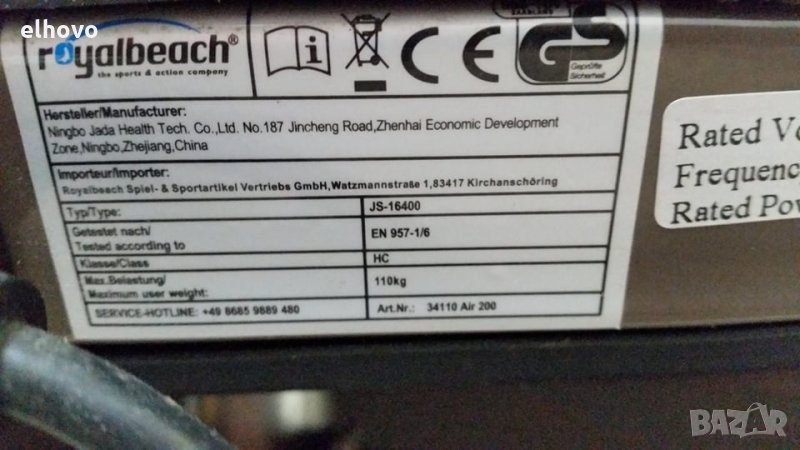 elhovo
royalbeach®
the sports & action company
CE
GS
Geprüfte
Sicherheit
Hersteller/Manufacturer:
Ningbo Jada Health Tech. Co.,Ltd. No.187 Jincheng Road,Zhenhai Economic Development
Zone,Ningbo,Zhejiang,China
Importeur/Importer:
Royalbeach Spiel- & Sportartikel Vertriebs GmbH,Watzmannstraße 1,83417 Kirchanschöring
Typ/Type: JS-16400
Getestet nach/
Tested according to EN 957-1/6
Klasse/Class HC
Max.Belastung/
Maximum user weight: 110kg
SERVICE-HOTLINE: +49 8685 9889 480 Art.Nr.: 34110 Air 200
Rated
Rated
BAZAR